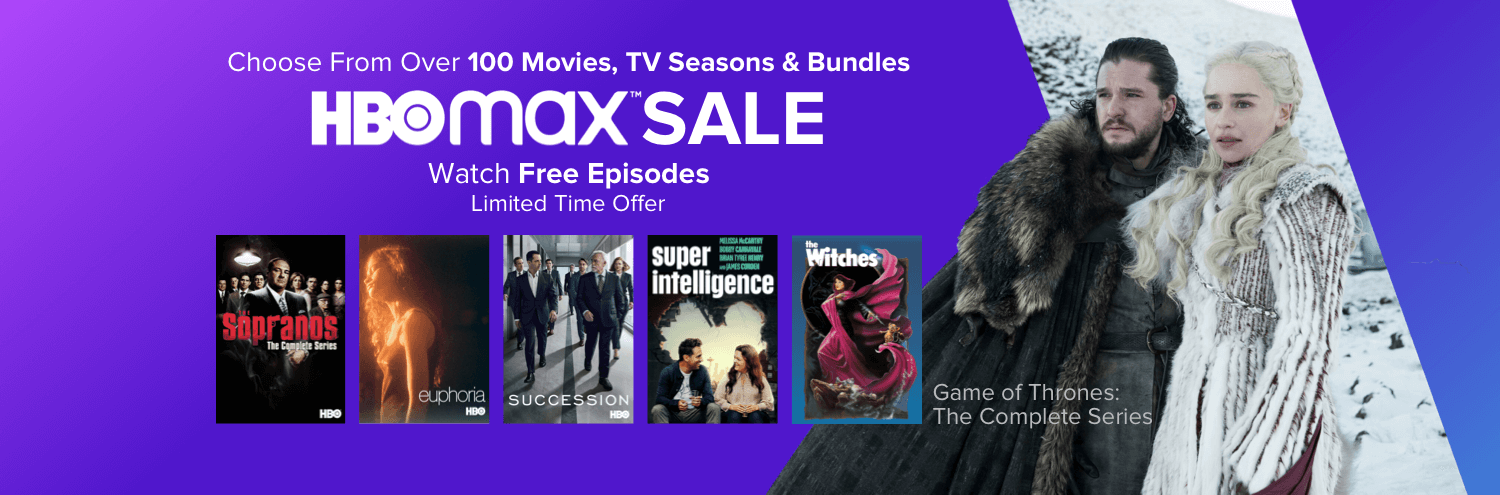 Choose From Over 100 Movies, TV Seasons & Bundles
HBOMAX™ SALE
Watch Free Episodes
Limited Time Offer
The
Sopranos
The Complete Series
HBO
euphoria
HBO
SUCCESSION
HBO
super
intelligence
MELISSA McCARTHY
BOBBY CANNAVALE
BRIAN TYREE HENRY
AND JAMES CORDEN
the
Witches
Game of Thrones:
The Complete Series